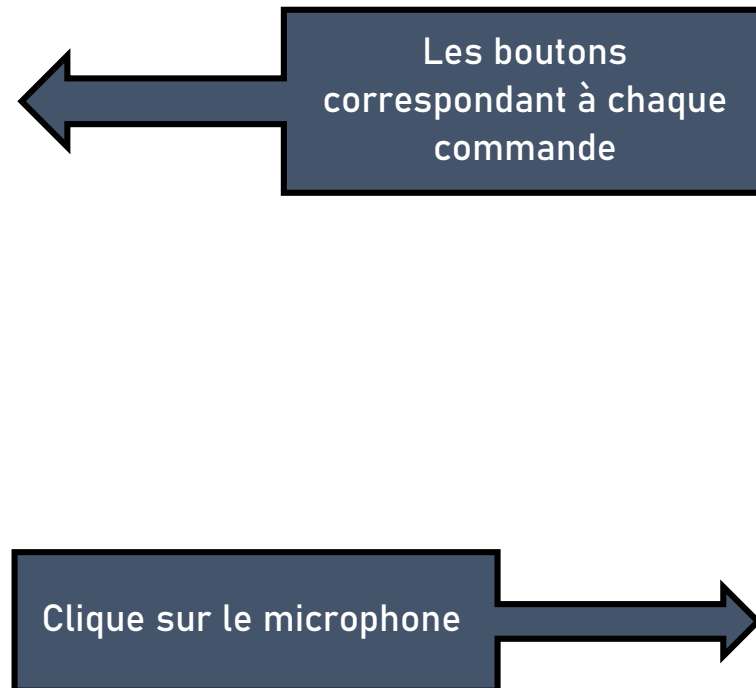 Les boutons
correspondant à chaque
commande
Clique sur le microphone